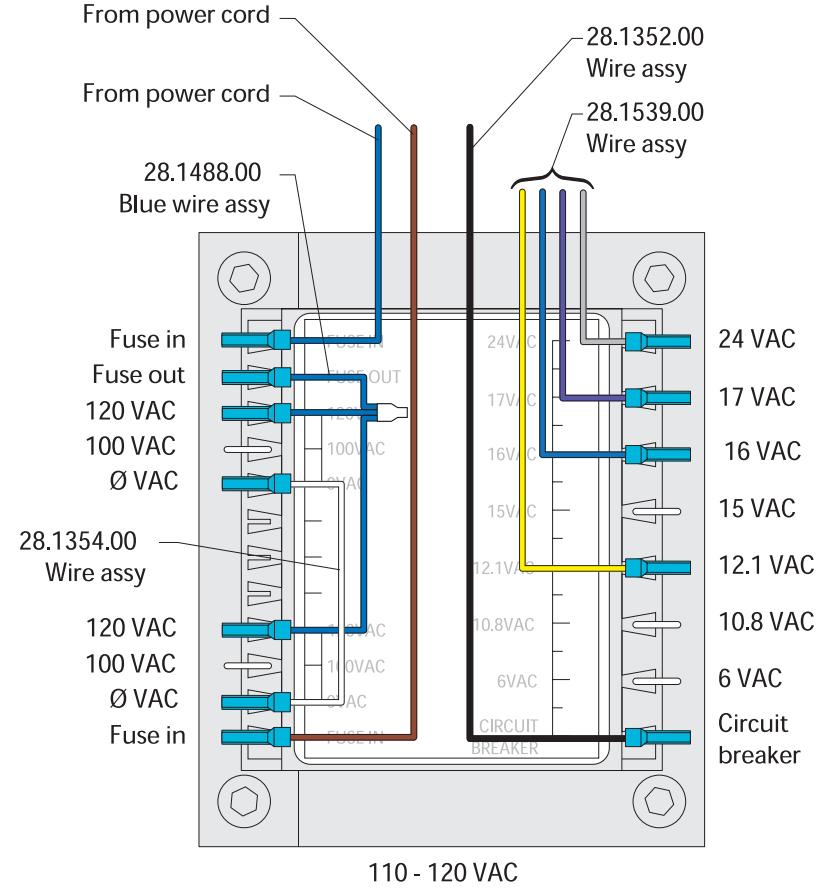 From power cord
From power cord
28.1488.00
Blue wire assy
28.1352.00
Wire assy
28.1539.00
Wire assy
Fuse in
Fuse out
120 VAC
100 VAC
Ø VAC
28.1354.00
Wire assy
120 VAC
100 VAC
Ø VAC
Fuse in
FUSE IN
FUSE OUT
100VAC
0VAC
100VAC
0VAC
FUSE IN
24VAC
17VAC
16VAC
15VAC
12.1VAC
10.8VAC
6VAC
CIRCUIT
BREAKER
24 VAC
17 VAC
16 VAC
15 VAC
12.1 VAC
10.8 VAC
6 VAC
Circuit
breaker
110 - 120 VAC